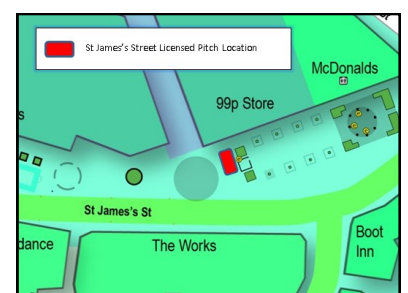 St James's Street Licensed Pitch Location
McDonalds
99p Store
s
St James's St
dance
The Works
Boot
Inn